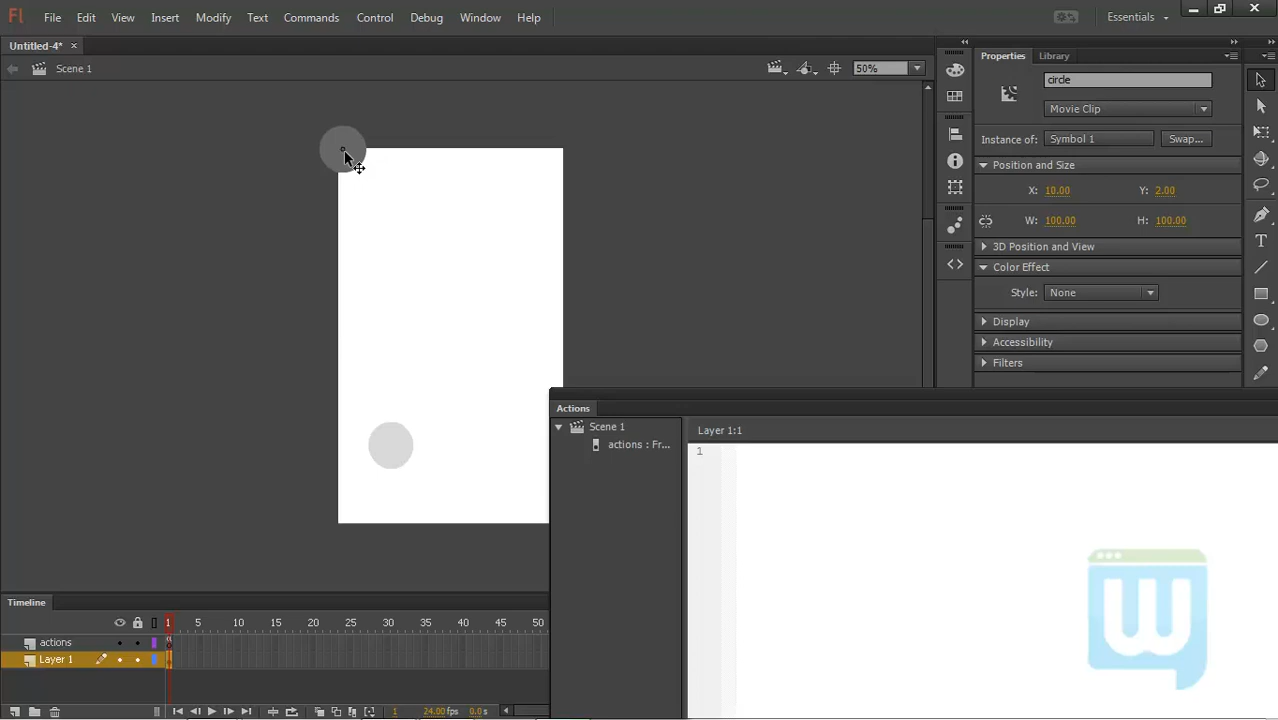 Fl File Edit View Insert Modify Text Commands Control Debug Window Help Essentials
Untitled-4* ×
Scene 1 50%
Properties Library
circle
Movie Clip
Instance of: Symbol 1 Swap...
Position and Size
X: 10.00 Y: 2.00
W: 100.00 H: 100.00
3D Position and View
Color Effect
Style: None
Display
Accessibility
Filters
Actions
Scene 1
actions : Fr...
Layer 1:1
1
Timeline
1 5 10 15 20 25 30 35 40 45 50
actions
Layer 1
1 24.00 fps 0.0 s
W